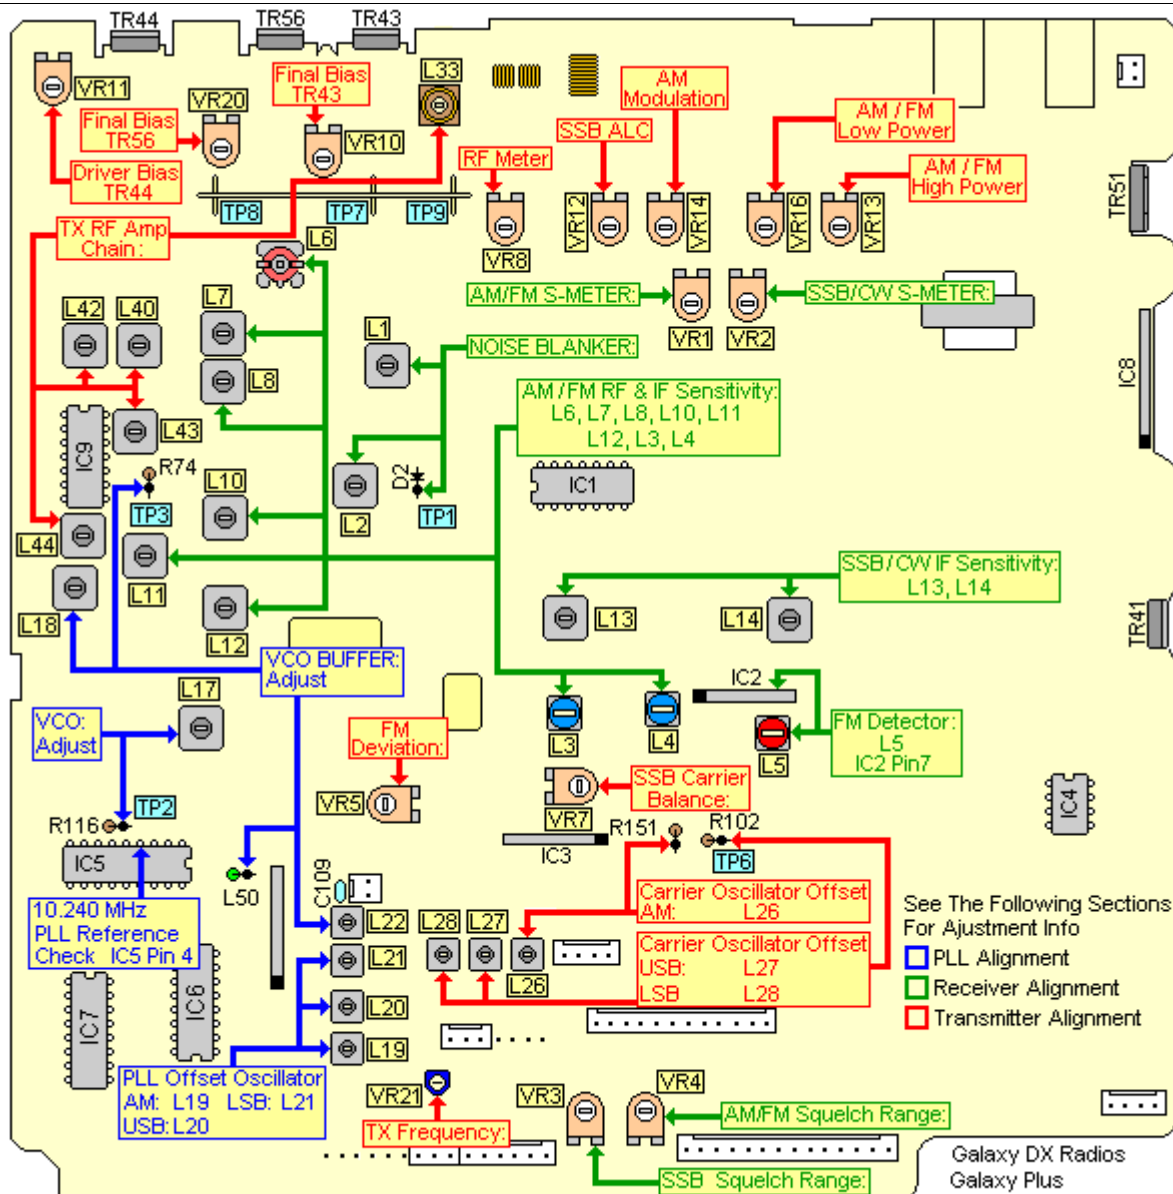 TR44
TR56
TR43
VR11
Final Bias
TR43
L33
AM
Modulation
VR20
Final Bias
TR56
VR10
SSB ALC
AM / FM
Low Power
RF Meter
AM / FM
High Power
Driver Bias
TR44
TR51
TP8
TP7
TP9
VR12
VR14
VR16
VR13
TX RF Amp
Chain :
L6
VR8
AM/FM S-METER:
SSB/CW S-METER:
L42
L40
L7
L1
VR1
VR2
NOISE BLANKER:
IC8
L8
AM / FM RF & IF Sensitivity:
L6, L7, L8, L10, L11
L12, L3, L4
L43
IC9
R74
L10
D2
IC1
TP3
L2
TP1
L44
L11
SSB / CW IF Sensitivity:
L13, L14
L18
L12
L13
L14
TR41
VCO BUFFER:
Adjust
IC2
L17
VCO:
Adjust
FM
Deviation:
L3
L4
L5
FM Detector:
L5
IC2 Pin7
SSB Carrier
Balance:
VR5
VR7
TP2
R116
R151
R102
IC4
IC5
IC3
TP6
L50
C109
10.240 MHz
PLL Reference
Check IC5 Pin 4
L22
L28
L27
Carrier Oscillator Offset
AM: L26
See The Following Sections
For Ajustment Info
L21
Carrier Oscillator Offset
USB: L27
LSB L28
PLL Alignment
L26
Receiver Alignment
IC6
IC7
L20
Transmitter Alignment
L19
PLL Offset Oscillator
AM: L19 LSB: L21
USB: L20
VR21
VR3
VR4
AM/FM Squelch Range:
TX Frequency:
Galaxy DX Radios
Galaxy Plus
SSB Squelch Range: